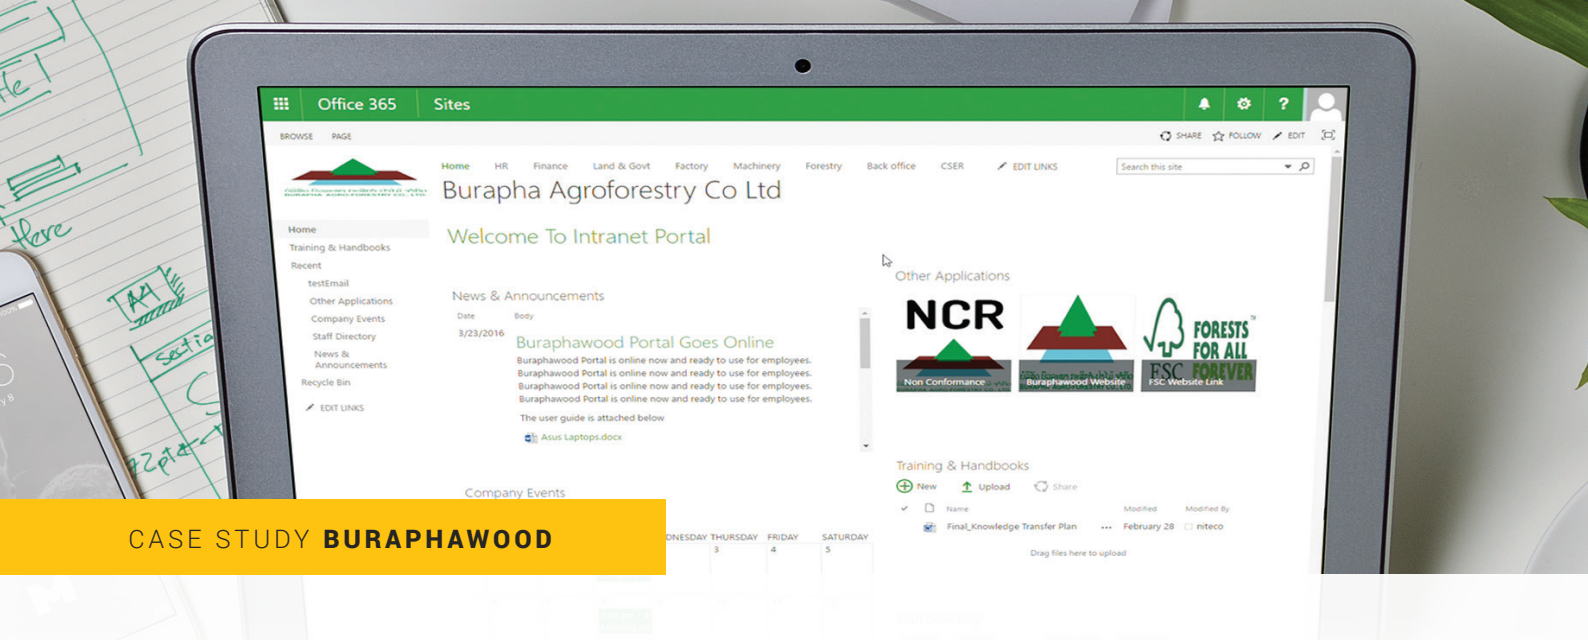 Office 365
Sites
BROWSE
PAGE
SHARE
FOLLOW
EDIT
Home
HR
Finance
Land & Govt
Factory
Machinery
Forestry
Back office
CSER
EDIT LINKS
Search this site
Burapha Agroforestry Co Ltd
BURAPHA AGRO-FORESTRY CO., LTD.
Home
Training & Handbooks
Recent
testEmail
Other Applications
Company Events
Staff Directory
News &
Announcements
Recycle Bin
EDIT LINKS
Welcome To Intranet Portal
News & Announcements
Date
Body
3/23/2016
Buraphawood Portal Goes Online
Buraphawood Portal is online now and ready to use for employees.
Buraphawood Portal is online now and ready to use for employees.
Buraphawood Portal is online now and ready to use for employees.
Buraphawood Portal is online now and ready to use for employees.
The user guide is attached below
Asus Laptops.docx
Company Events
THURSDAY
FRIDAY
SATURDAY
3
4
5
Other Applications
NCR
Non Conformance
Buraphawood Website
FORESTS
FOR ALL
FOREVER
FSC
FSC Website Link
Training & Handbooks
New
Upload
Share
Name
Modified
Modified By
Final_Knowledge Transfer Plan
...
February 28
niteco
Drag files here to upload
Here
A4
72pt
CASE STUDY BURAPHAWOOD